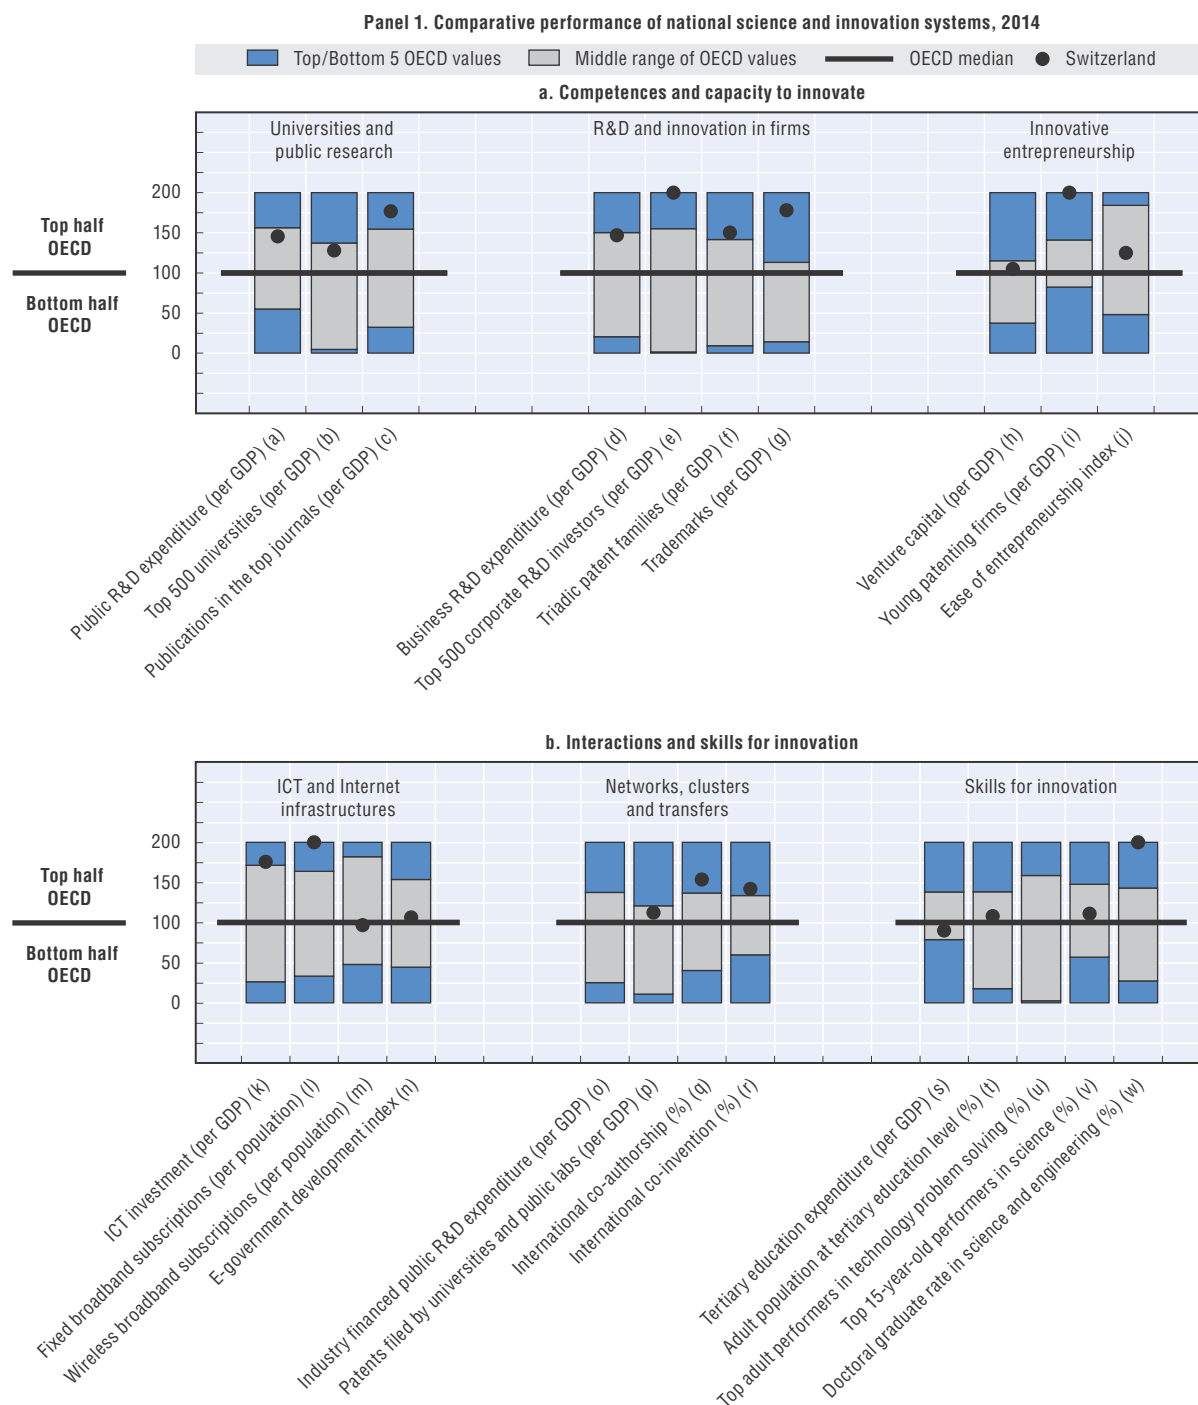 Panel 1. Comparative performance of national science and innovation systems, 2014
Top/Bottom 5 OECD values
Middle range of OECD values
OECD median
Switzerland
a. Competences and capacity to innovate
Universities and
public research
R&D and innovation in firms
Innovative
entrepreneurship
200
150
100
50
0
Top half
OECD
Bottom half
OECD
Public R&D expenditure (per GDP) (a)
Top 500 universities (per GDP) (b)
Publications in the top journals (per GDP) (c)
Business R&D expenditure (per GDP) (d)
Top 500 corporate R&D investors (per GDP) (e)
Triadic patent families (per GDP) (f)
Trademarks (per GDP) (g)
Venture capital (per GDP) (h)
Young patenting firms (per GDP) (i)
Ease of entrepreneurship index (j)
b. Interactions and skills for innovation
ICT and Internet
infrastructures
Networks, clusters
and transfers
Skills for innovation
200
150
100
50
0
Top half
OECD
Bottom half
OECD
ICT investment (per GDP) (k)
Fixed broadband subscriptions (per population) (l)
Wireless broadband subscriptions (per population) (m)
E-government development index (n)
Industry financed public R&D expenditure (per GDP) (o)
Patents filed by universities and public labs (per GDP) (p)
International co-authorship (%) (q)
International co-invention (%) (r)
Tertiary education expenditure (per GDP) (s)
Adult population at tertiary education level (%) (t)
Top adult performers in technology problem solving (%) (u)
Top 15-year-old performers in science (%) (v)
Doctoral graduate rate in science and engineering (%) (w)